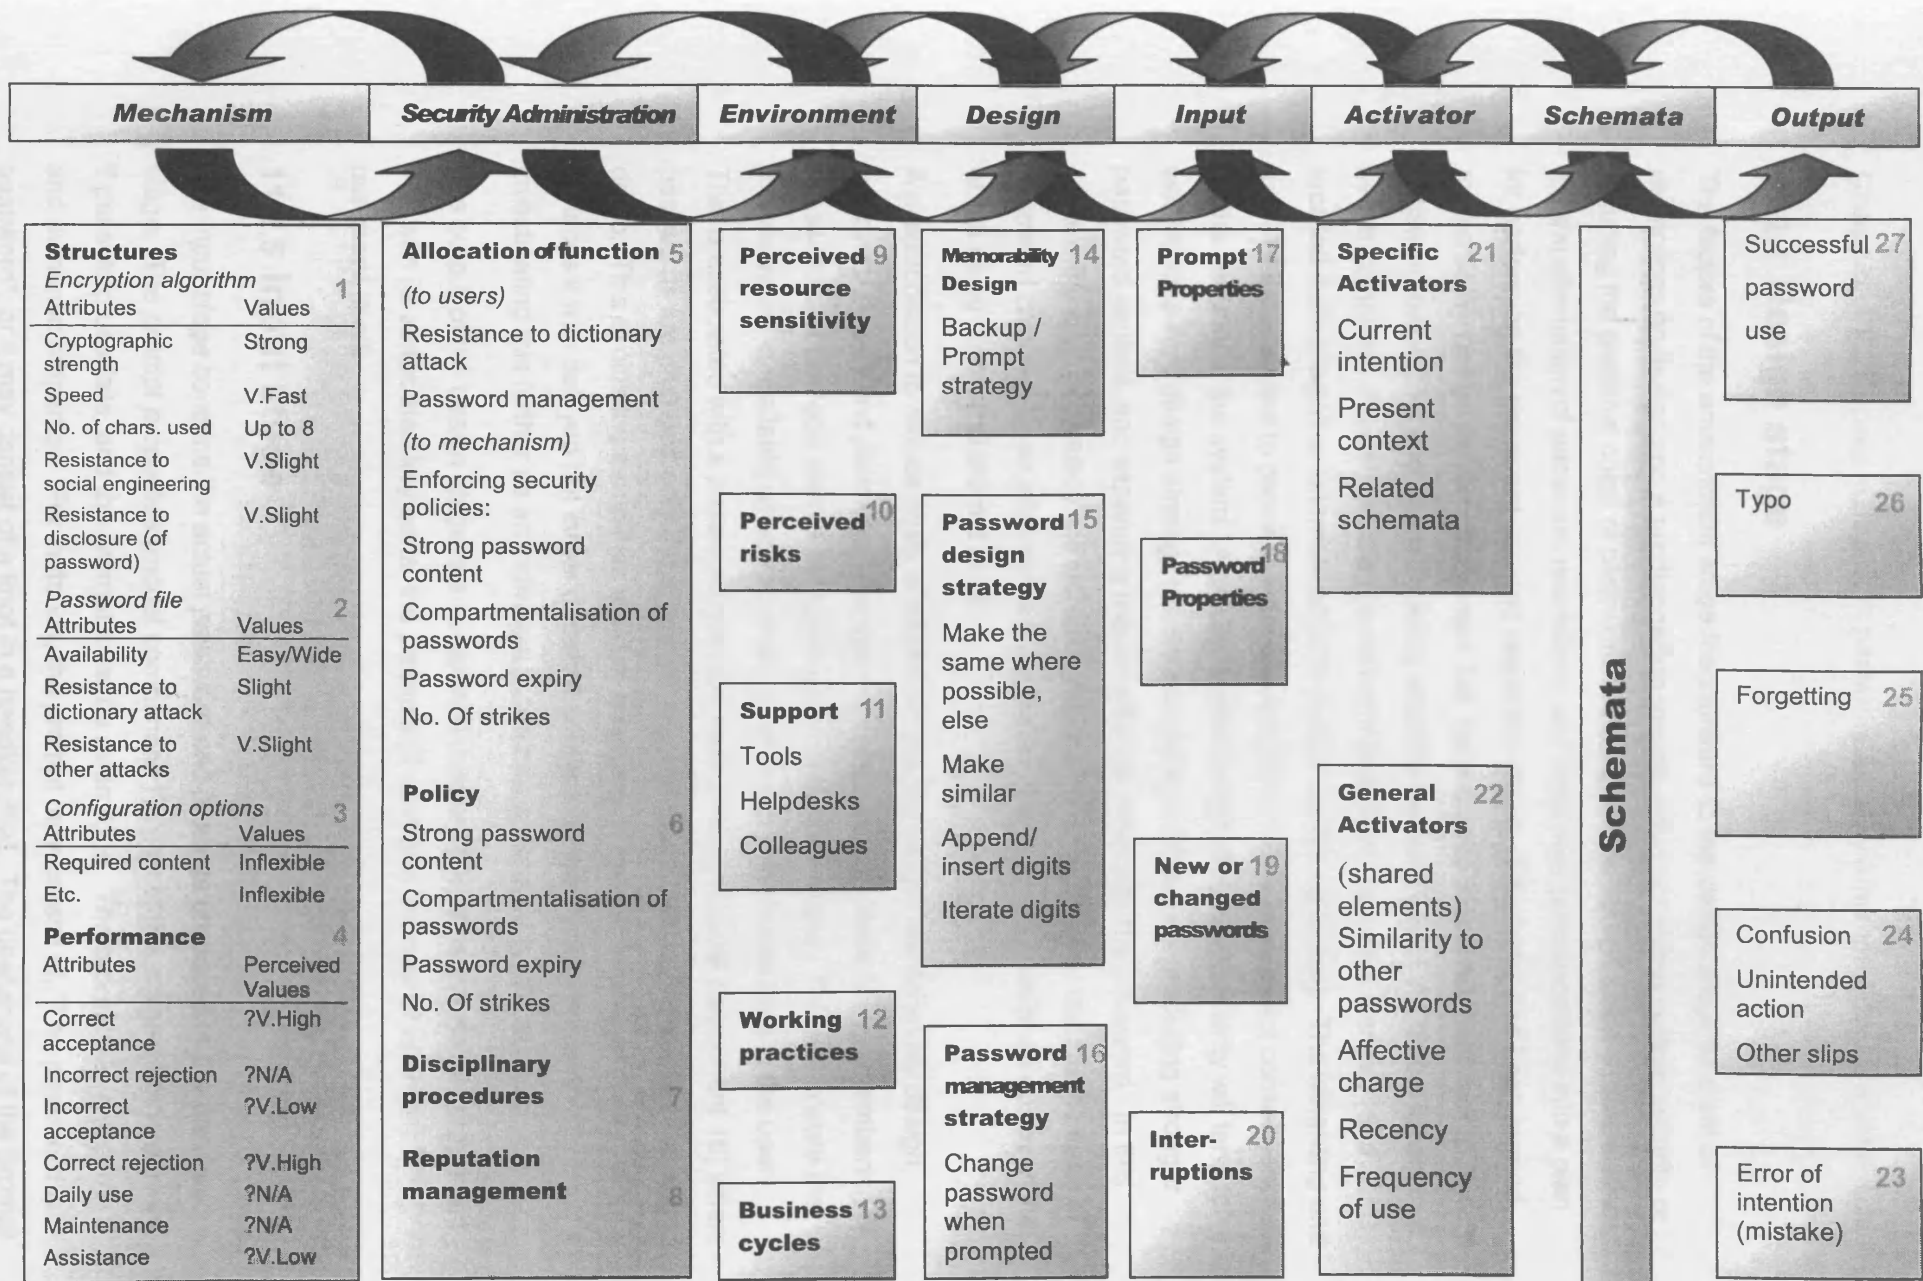 Mechanism
Security Administration
Environment
Design
Input
Activator
Schemata
Output
Structures
Encryption algorithm 1
Attributes Values
Cryptographic Strong
strength
Speed V.Fast
No. of chars. used Up to 8
Resistance to V.Slight
social engineering
Resistance to V.Slight
disclosure (of
password)
Password file 2
Attributes Values
Availability Easy/Wide
Resistance to Slight
dictionary attack
Resistance to V.Slight
other attacks
Configuration options 3
Attributes Values
Required content Inflexible
Etc. Inflexible
Performance 4
Attributes Perceived
Values
Correct ?V.High
acceptance
Incorrect rejection ?N/A
Incorrect ?V.Low
acceptance
Correct rejection ?V.High
Daily use ?N/A
Maintenance ?N/A
Assistance ?V.Low
Allocation of function 5
(to users)
Resistance to dictionary
attack
Password management
(to mechanism)
Enforcing security
policies:
Strong password
content
Compartmentalisation of
passwords
Password expiry
No. Of strikes
Policy
Strong password 6
content
Compartmentalisation of
passwords
Password expiry
No. Of strikes
Disciplinary
procedures 7
Reputation
management 8
Perceived 9
resource
sensitivity
Perceived 10
risks
Support 11
Tools
Helpdesks
Colleagues
Working 12
practices
Business 13
cycles
Memorability 14
Design
Backup /
Prompt
strategy
Password 15
design
strategy
Make the
same where
possible,
else
Make
similar
Append/
insert digits
Iterate digits
Password 16
management
strategy
Change
password
when
prompted
Prompt 17
Properties
Password 18
Properties
New or 19
changed
passwords
Inter- 20
ruptions
Specific 21
Activators
Current
intention
Present
context
Related
schemata
General 22
Activators
(shared
elements)
Similarity to
other
passwords
Affective
charge
Recency
Frequency
of use
Schemata
Successful 27
password
use
Typo 26
Forgetting 25
Confusion 24
Unintended
action
Other slips
Error of 23
intention
(mistake)